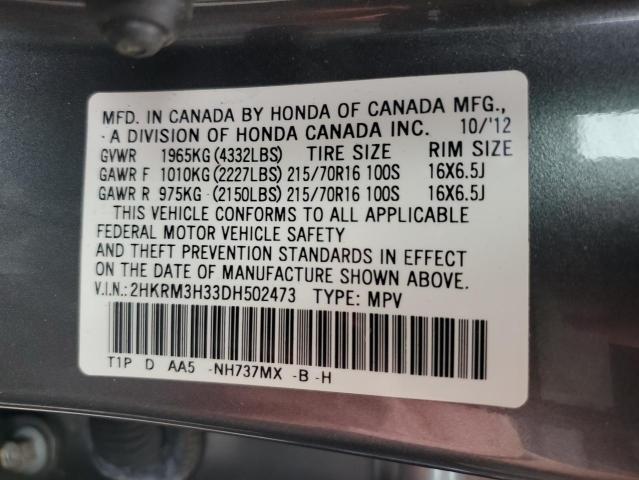 MFD. IN CANADA BY HONDA OF CANADA MFG.,
- A DIVISION OF HONDA CANADA INC. 10/'12
GVWR 1965KG (4332LBS) TIRE SIZE RIM SIZE
GAWR F 1010KG (2227LBS) 215/70R16 100S 16X6.5J
GAWR R 975KG (2150LBS) 215/70R16 100S 16X6.5J
THIS VEHICLE CONFORMS TO ALL APPLICABLE
FEDERAL MOTOR VEHICLE SAFETY
AND THEFT PREVENTION STANDARDS IN EFFECT
ON THE DATE OF MANUFACTURE SHOWN ABOVE.
V.I.N.: 2HKRM3H33DH502473 TYPE: MPV
T1P D AA5 -NH737MX -B -H